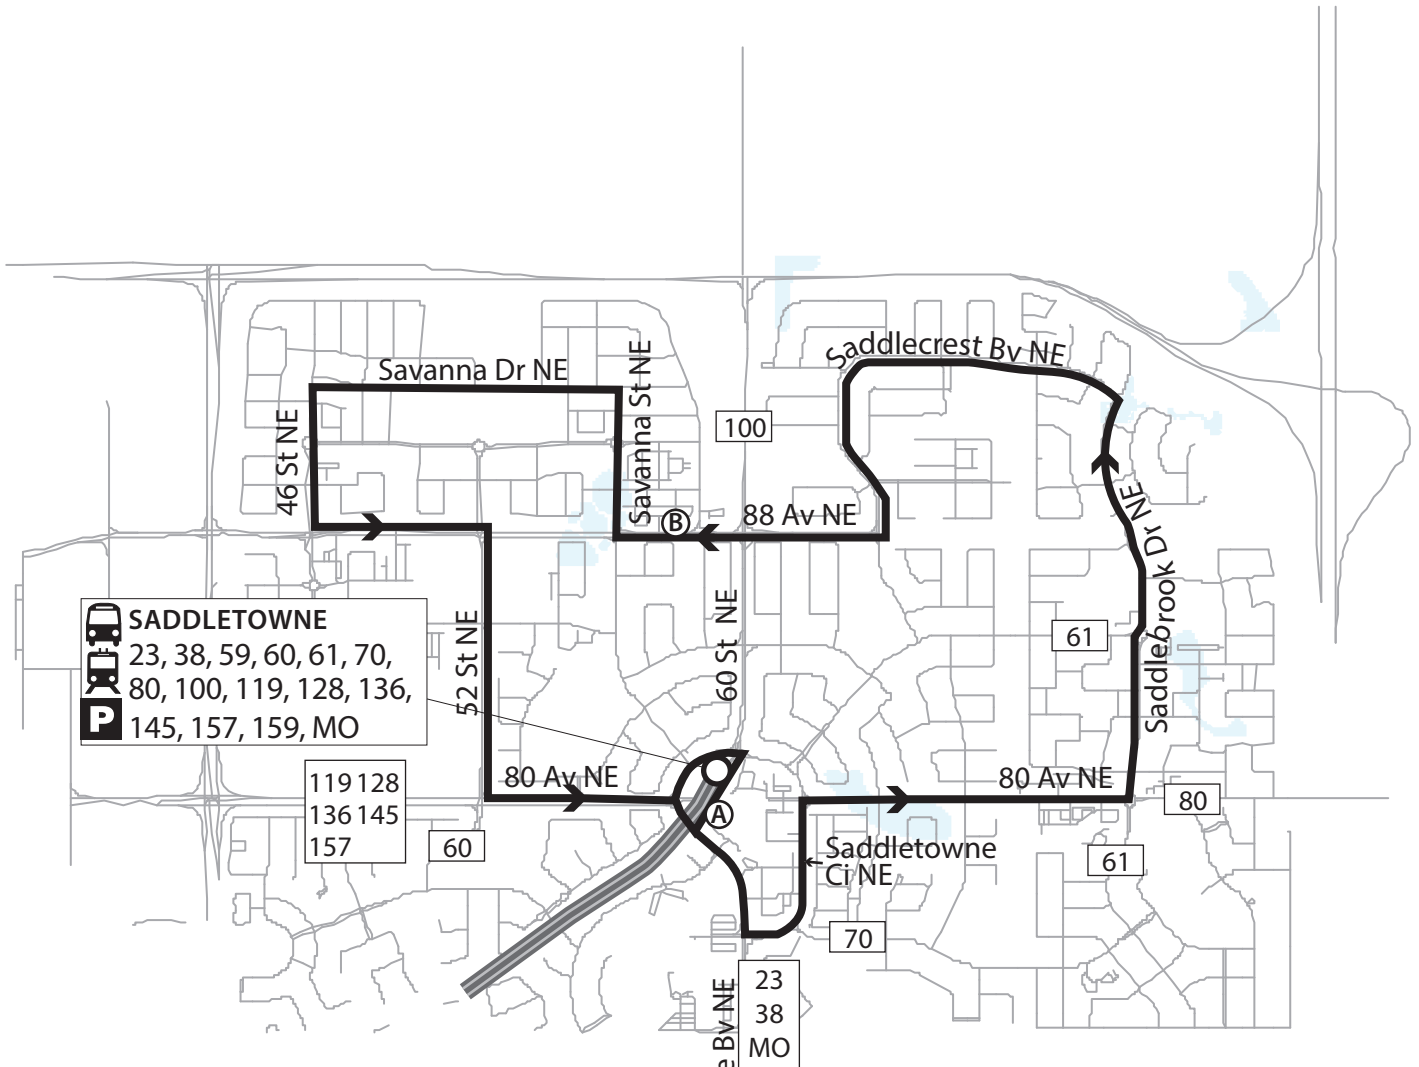 Saddlecrest Bv NE
Savanna Dr NE
Savanna St NE
46 St NE
100
88 Av NE
B
Saddlebrook Dr NE
SADDLETOWNE
23, 38, 59, 60, 61, 70,
80, 100, 119, 128, 136,
145, 157, 159, MO
P
52 St NE
60 St NE
61
80 Av NE
80 Av NE
80
119 128
136 145
157
60
A
Saddletowne
Ci NE
61
70
23
38
MO
e Bv NE